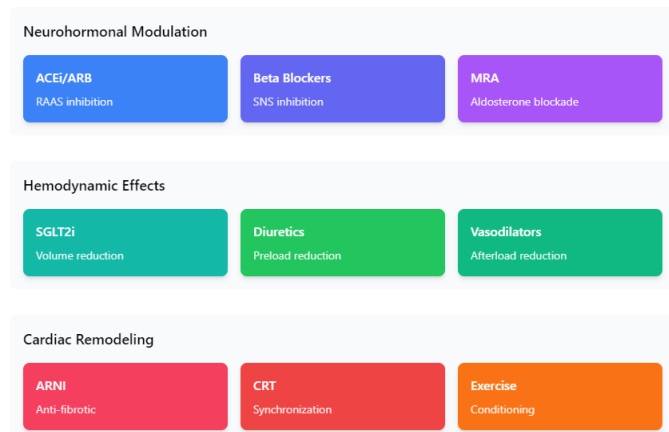 Neurohormonal Modulation
ACEi/ARB
RAAS inhibition
Beta Blockers
SNS inhibition
MRA
Aldosterone blockade
Hemodynamic Effects
SGLT2i
Volume reduction
Diuretics
Preload reduction
Vasodilators
Afterload reduction
Cardiac Remodeling
ARNI
Anti-fibrotic
CRT
Synchronization
Exercise
Conditioning